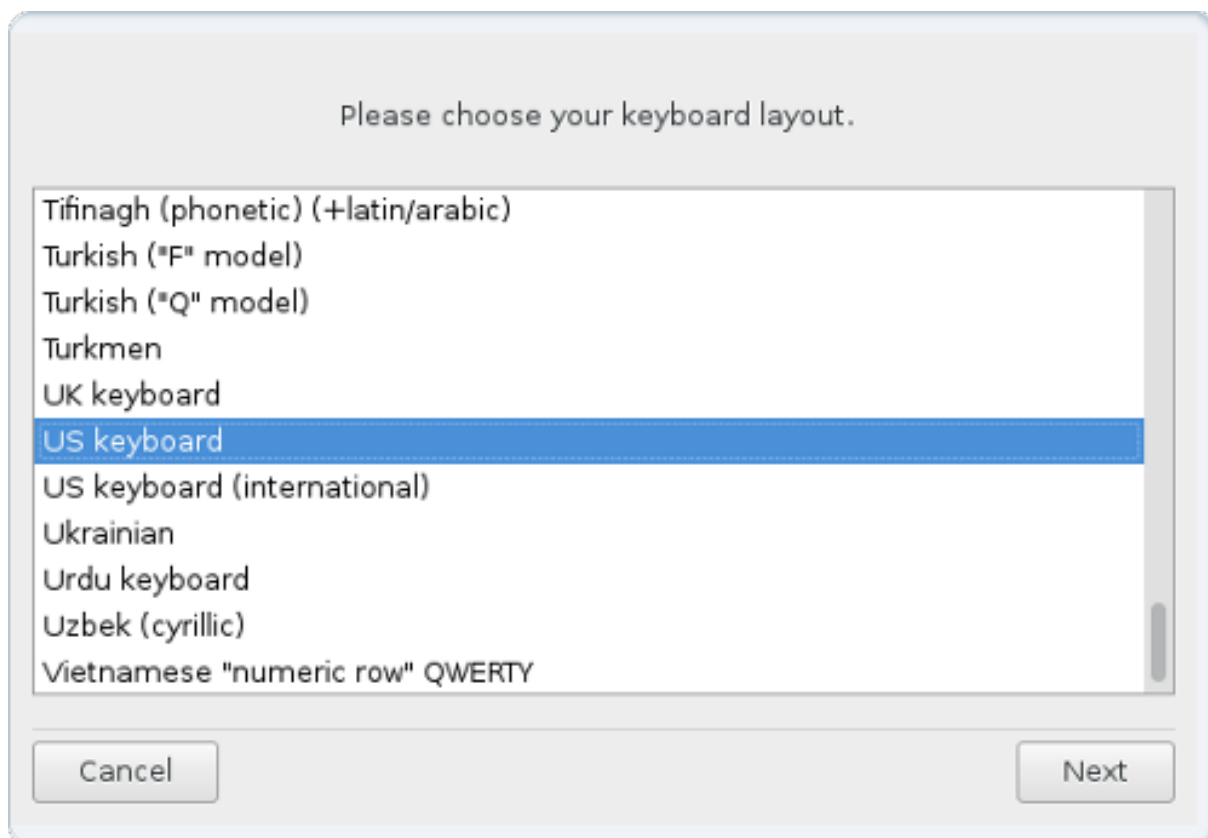 Please choose your keyboard layout.
Tifinagh (phonetic) (+latin/arabic)
Turkish ("F" model)
Turkish ("Q" model)
Turkmen
UK keyboard
US keyboard
US keyboard (international)
Ukrainian
Urdu keyboard
Uzbek (cyrillic)
Vietnamese "numeric row" QWERTY
Cancel
Next